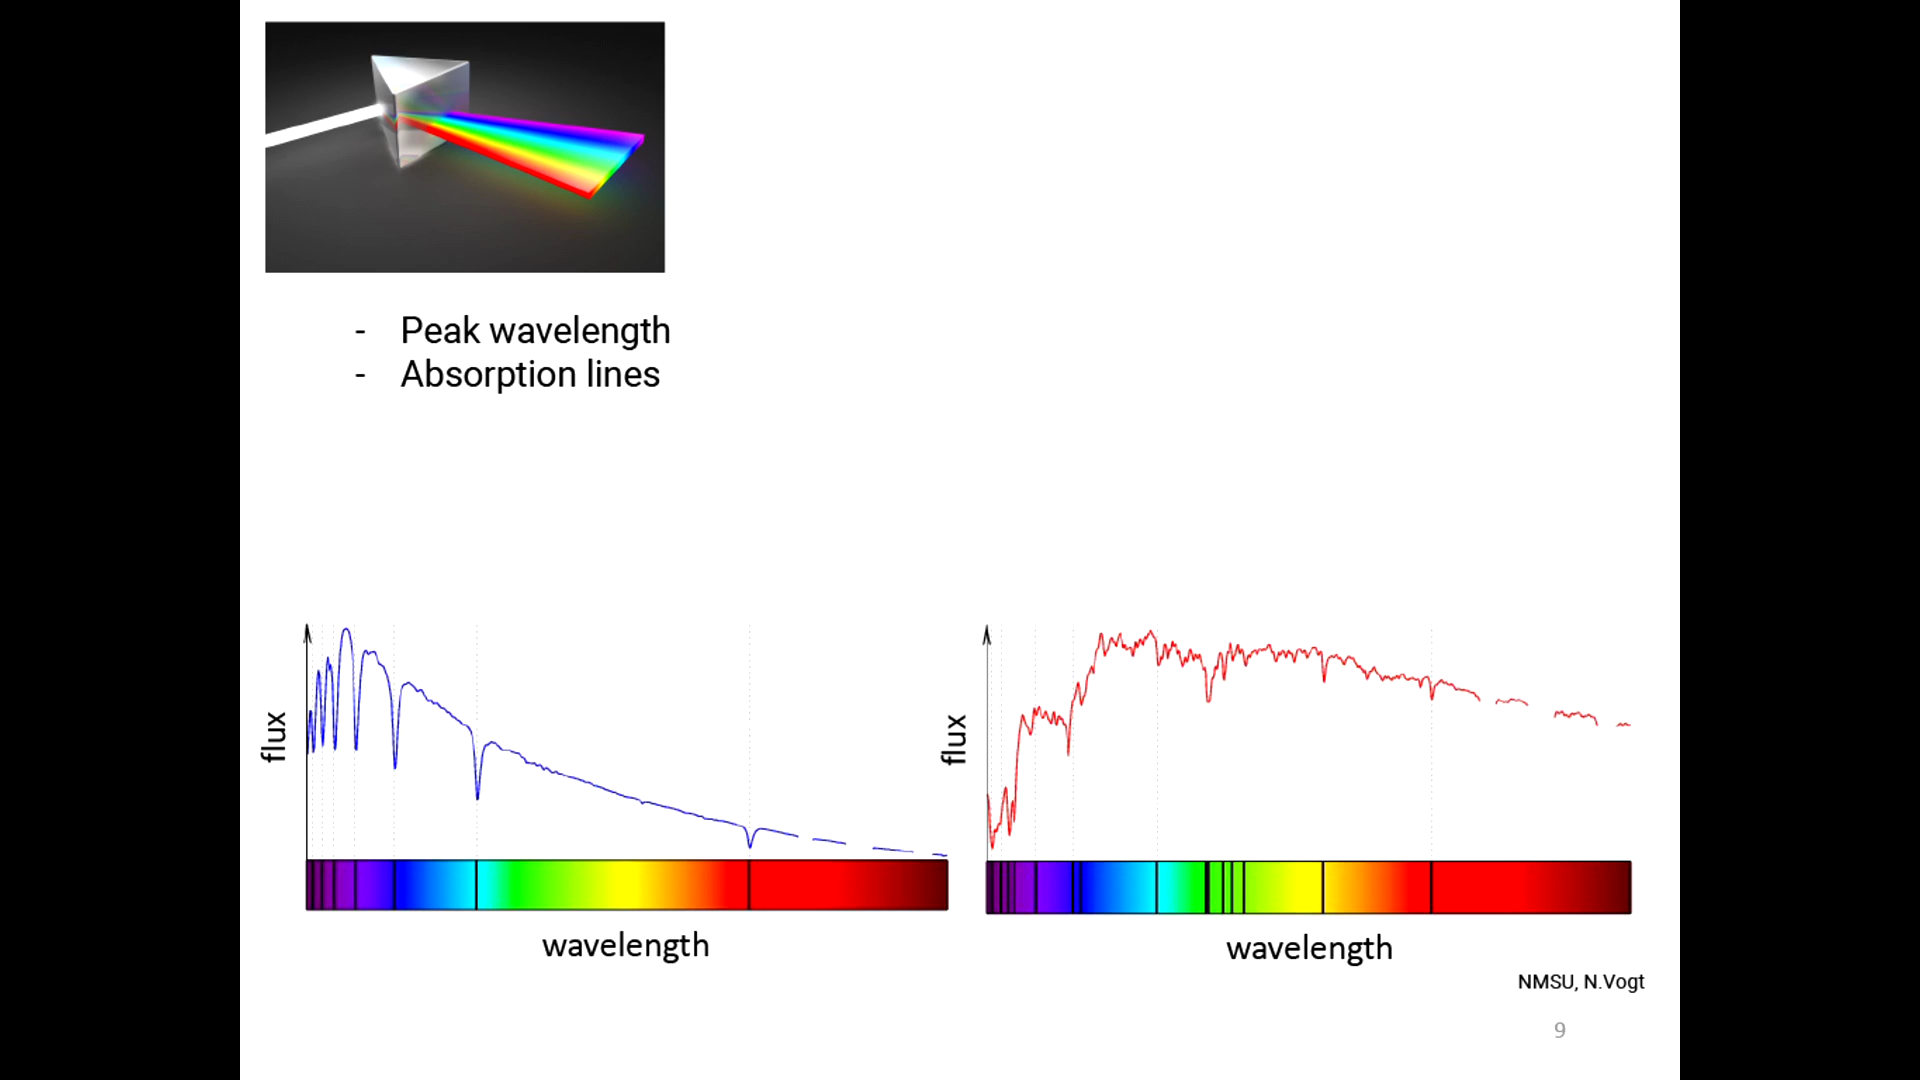 - Peak wavelength
- Absorption lines
flux
wavelength
flux
wavelength
NMSU, N.Vogt
9